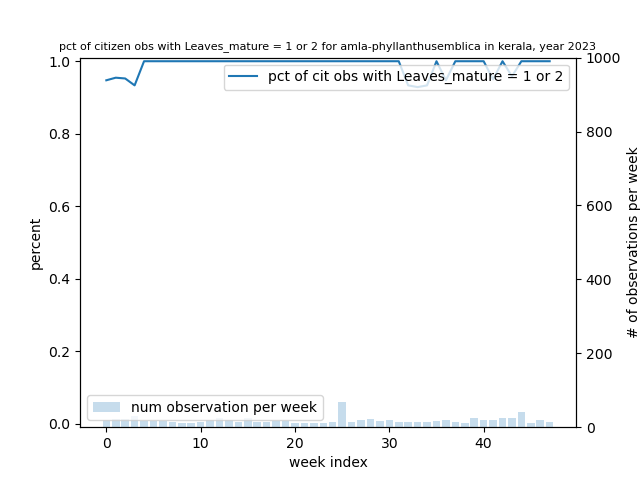 pct of citizen obs with Leaves_mature = 1 or 2 for amla-phyllanthusemblica in kerala, year 2023
pct of cit obs with Leaves_mature = 1 or 2
1.0
0.8
0.6
0.4
0.2
0.0
percent
1000
800
600
400
200
0
# of observations per week
num observation per week
0 10 20 30 40
week index